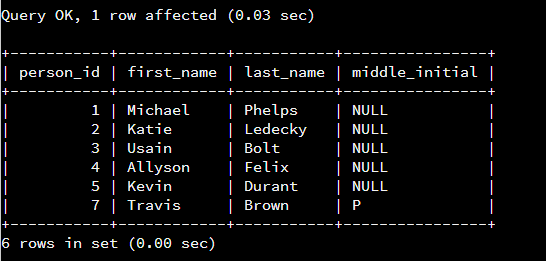 Query OK, 1 row affected (0.03 sec)
+-----------+------------+-----------+----------------+
| person_id | first_name | last_name | middle_initial |
+-----------+------------+-----------+----------------+
|         1 | Michael    | Phelps    | NULL           |
|         2 | Katie      | Ledecky   | NULL           |
|         3 | Usain      | Bolt      | NULL           |
|         4 | Allyson    | Felix     | NULL           |
|         5 | Kevin      | Durant    | NULL           |
|         7 | Travis     | Brown     | P              |
+-----------+------------+-----------+----------------+
6 rows in set (0.00 sec)